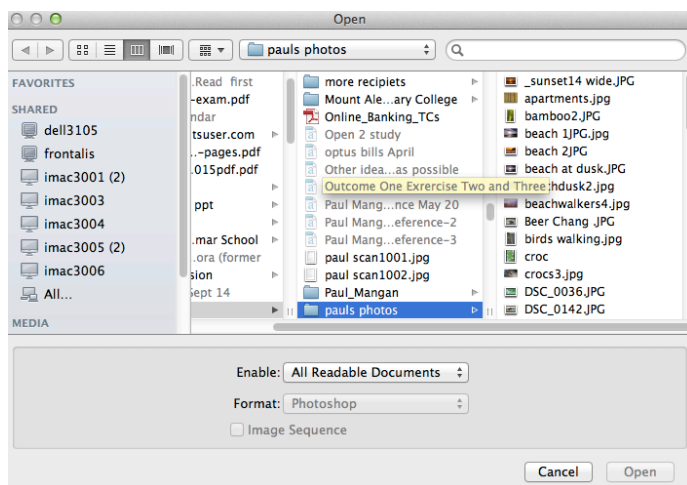 Open
pauls photos
FAVORITES
SHARED
dell3105
frontalis
imac3001 (2)
imac3003
imac3004
imac3005 (2)
imac3006
All...
MEDIA
.Read first
-exam.pdf
ndar
tsuser.com
...-pages.pdf
.015pdf.pdf
ppt
.mar School
.ora (former
sion
Sept 14
more recipiets
Mount Ale...ary College
Online_Banking_TCs
Open 2 study
optus bills April
Other idea...as possible
Outcome One Exrercise Two and Three
Paul Mang...nce May 20
Paul Mang...eference-2
Paul Mang...eference-3
paul scan1001.jpg
paul scan1002.jpg
Paul_Mangan
pauls photos
_sunset14 wide.JPG
apartments.jpg
bamboo2.JPG
beach 1JPG.jpg
beach 2JPG
beach at dusk.JPG
hdusk2.jpg
beachwalkers4.jpg
Beer Chang .JPG
birds walking.jpg
croc
crocs3.jpg
DSC_0036.JPG
DSC_0142.JPG
Enable: All Readable Documents
Format: Photoshop
Image Sequence
Cancel Open